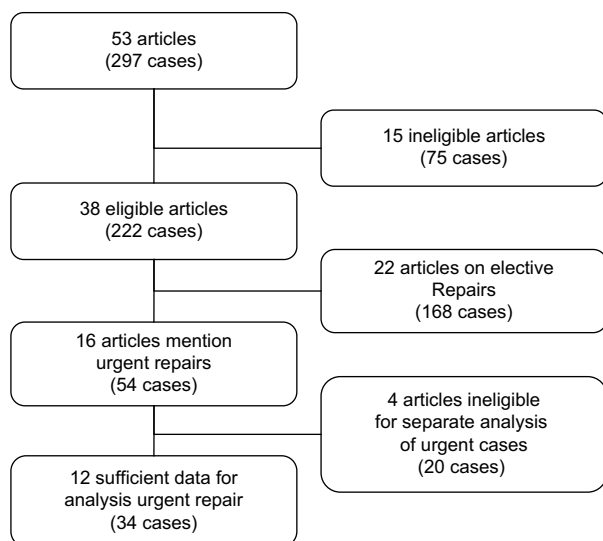 53 articles
(297 cases)
15 ineligible articles
(75 cases)
38 eligible articles
(222 cases)
22 articles on elective
Repairs
(168 cases)
16 articles mention
urgent repairs
(54 cases)
4 articles ineligible
for separate analysis
of urgent cases
(20 cases)
12 sufficient data for
analysis urgent repair
(34 cases)